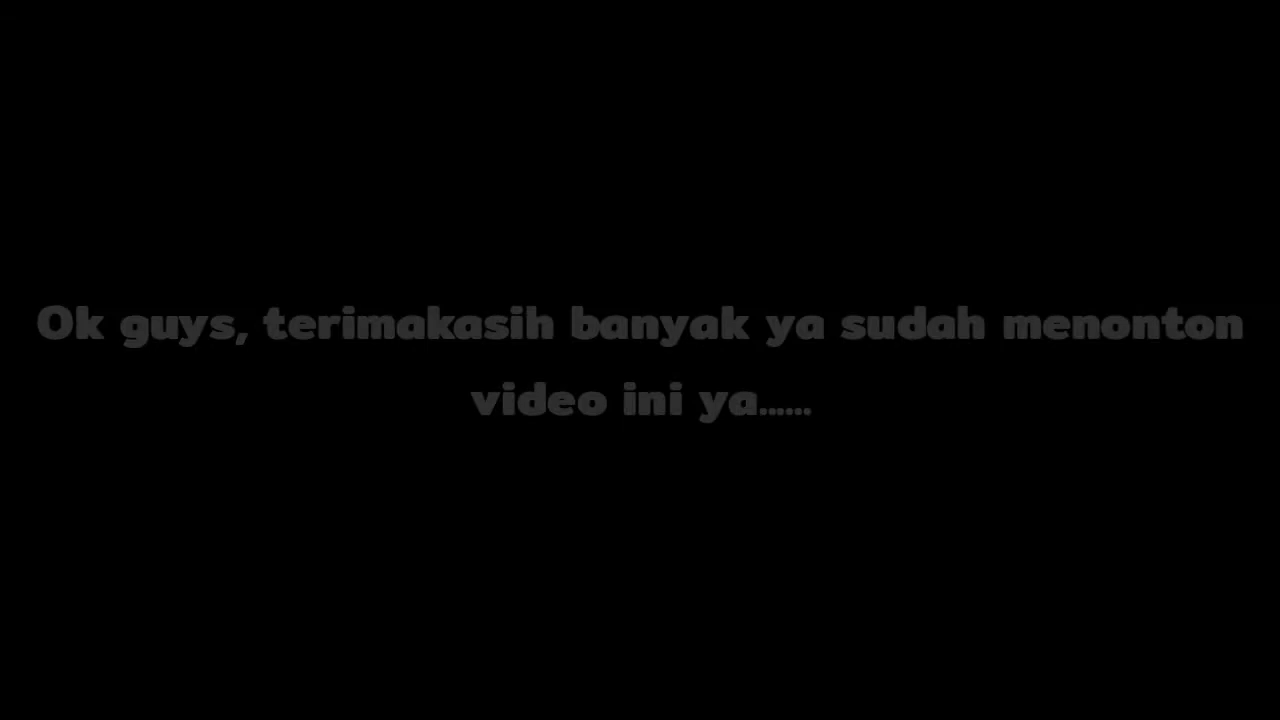 Ok guys, terimakasih banyak ya sudah menonton
video ini ya......